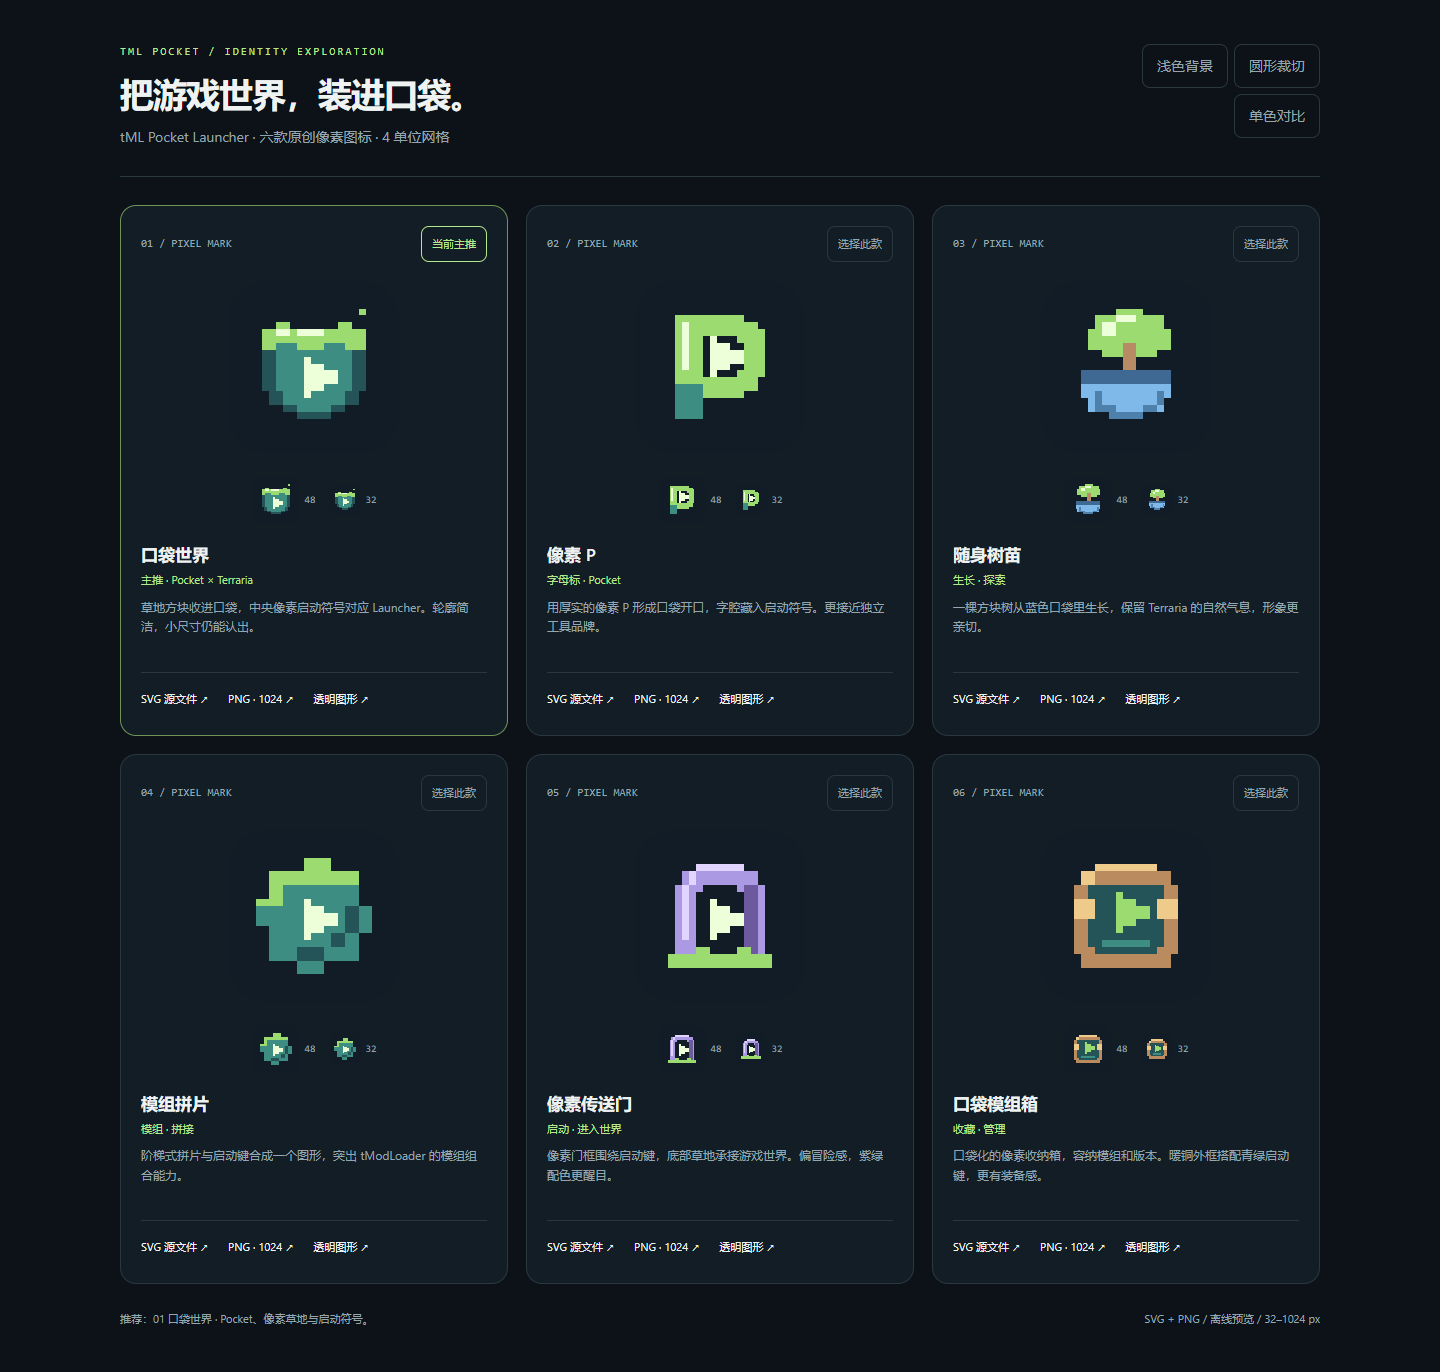 TML POCKET / IDENTITY EXPLORATION
把游戏世界，装进口袋。
tML Pocket Launcher · 六款原创像素图标 · 4 单位网格
浅色背景
圆形裁切
单色对比
01 / PIXEL MARK
当前主推
48
32
口袋世界
主推 · Pocket × Terraria
草地方块收进口袋，中央像素启动符号对应 Launcher。轮廓简
洁，小尺寸仍能认出。
SVG 源文件 ↗
PNG · 1024 ↗
透明图形 ↗
02 / PIXEL MARK
选择此款
48
32
像素 P
字母标 · Pocket
用厚实的像素 P 形成口袋开口，字腔藏入启动符号。更接近独立
工具品牌。
SVG 源文件 ↗
PNG · 1024 ↗
透明图形 ↗
03 / PIXEL MARK
选择此款
48
32
随身树苗
生长 · 探索
一棵方块树从蓝色口袋里生长，保留 Terraria 的自然气息，形象更
亲切。
SVG 源文件 ↗
PNG · 1024 ↗
透明图形 ↗
04 / PIXEL MARK
选择此款
48
32
模组拼片
模组 · 拼接
阶梯式拼片与启动键合成一个图形，突出 tModLoader 的模组组
合能力。
SVG 源文件 ↗
PNG · 1024 ↗
透明图形 ↗
05 / PIXEL MARK
选择此款
48
32
像素传送门
启动 · 进入世界
像素门框围绕启动键，底部草地承接游戏世界。偏冒险感，紫绿
配色更醒目。
SVG 源文件 ↗
PNG · 1024 ↗
透明图形 ↗
06 / PIXEL MARK
选择此款
48
32
口袋模组箱
收藏 · 管理
口袋化的像素收纳箱，容纳模组和版本。暖铜外框搭配青绿启动
键，更有装备感。
SVG 源文件 ↗
PNG · 1024 ↗
透明图形 ↗
推荐：01 口袋世界 · Pocket、像素草地与启动符号。
SVG + PNG / 离线预览 / 32–1024 px